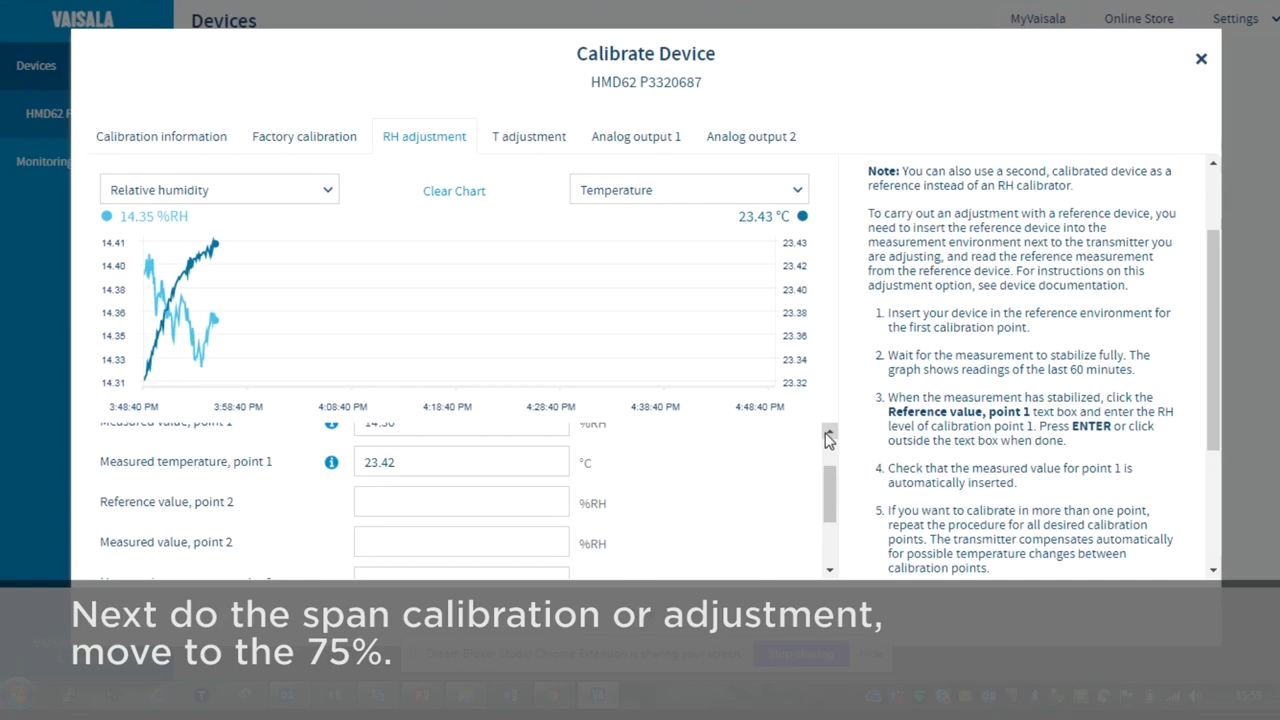 VAISALA
Devices
MyVaisala
Online Store
Settings
Devices
HMD62 P
Monitoring
Calibrate Device
HMD62 P3320687
Calibration information
Factory calibration
RH adjustment
T adjustment
Analog output 1
Analog output 2
Relative humidity
Clear Chart
Temperature
14.35 %RH
23.43 °C
14.41
14.40
14.38
14.36
14.35
14.33
14.31
23.43
23.42
23.40
23.38
23.36
23.34
23.32
3:48:40 PM
3:58:40 PM
4:08:40 PM
4:18:40 PM
4:28:40 PM
4:38:40 PM
4:48:40 PM
Measured value, point 1
%RH
Measured temperature, point 1
23.42
°C
Reference value, point 2
%RH
Measured value, point 2
%RH
Note: You can also use a second, calibrated device as a
reference instead of an RH calibrator.
To carry out an adjustment with a reference device, you
need to insert the reference device into the
measurement environment next to the transmitter you
are adjusting, and read the reference measurement
from the reference device. For instructions on this
adjustment option, see device documentation.
1. Insert your device in the reference environment for
the first calibration point.
2. Wait for the measurement to stabilize fully. The
graph shows readings of the last 60 minutes.
3. When the measurement has stabilized, click the
Reference value, point 1 text box and enter the RH
level of calibration point 1. Press ENTER or click
outside the text box when done.
4. Check that the measured value for point 1 is
automatically inserted.
5. If you want to calibrate in more than one point,
repeat the procedure for all desired calibration
points. The transmitter compensates automatically
for possible temperature changes between
calibration points.
Next do the span calibration or adjustment,
move to the 75%.
Stop sharing
Hide
15:55